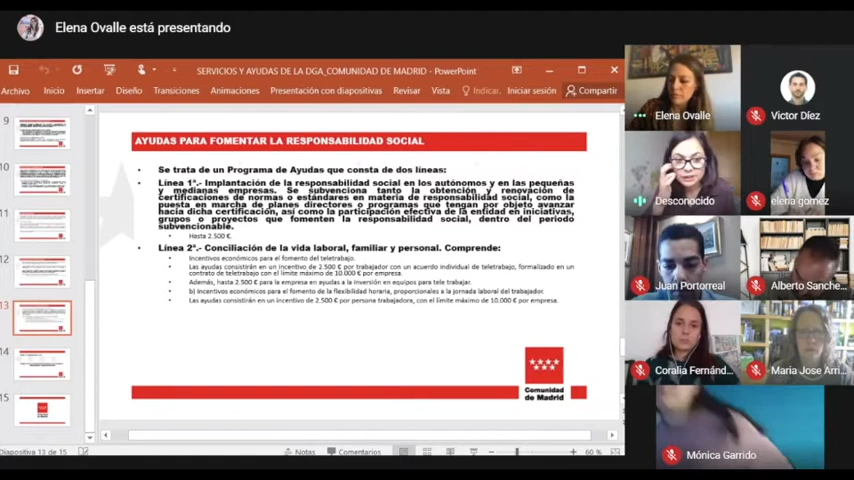 Elena Ovalle está presentando
SERVICIOS Y AYUDAS DE LA DGA_COMUNIDAD DE MADRID - PowerPoint
Archivo Inicio Insertar Diseño Transiciones Animaciones Presentación con diapositivas Revisar Vista Indicar. Iniciar sesión Compartir
9
10
11
12
13
14
15
AYUDAS PARA FOMENTAR LA RESPONSABILIDAD SOCIAL
• Se trata de un Programa de Ayudas que consta de dos líneas:
• Línea 1ª.- Implantación de la responsabilidad social en los autónomos y en las pequeñas
y medianas empresas. Se subvenciona tanto la obtención y renovación de
certificaciones de normas o estándares en materia de responsabilidad social, como la
puesta en marcha de planes directores o programas que tengan por objeto avanzar
hacia dicha certificación, así como la participación efectiva de la entidad en iniciativas,
grupos o proyectos que fomenten la responsabilidad social, dentro del periodo
subvencionable.
• Hasta 2.500 €.
• Línea 2ª.- Conciliación de la vida laboral, familiar y personal. Comprende:
Incentivos económicos para el fomento del teletrabajo.
• Las ayudas consistirán en un incentivo de 2.500 € por trabajador con un acuerdo individual de teletrabajo, formalizado en un
contrato de teletrabajo con el límite máximo de 10.000 € por empresa.
• Además, hasta 2.500 € para la empresa en ayudas a la inversión en equipos para tele trabajar.
• b) Incentivos económicos para el fomento de la flexibilidad horaria, proporcionales a la jornada laboral del trabajador.
• Las ayudas consistirán en un incentivo de 2.500 € por persona trabajadora, con el límite máximo de 10.000 € por empresa.
Comunidad
de Madrid
Diapositiva 13 de 15
Notas Comentarios 60 %
Elena Ovalle
Victor Díez
Desconocido
elena gomez
Juan Portorreal
Alberto Sanche...
Coralia Fernánd...
Maria Jose Arri...
Mónica Garrido